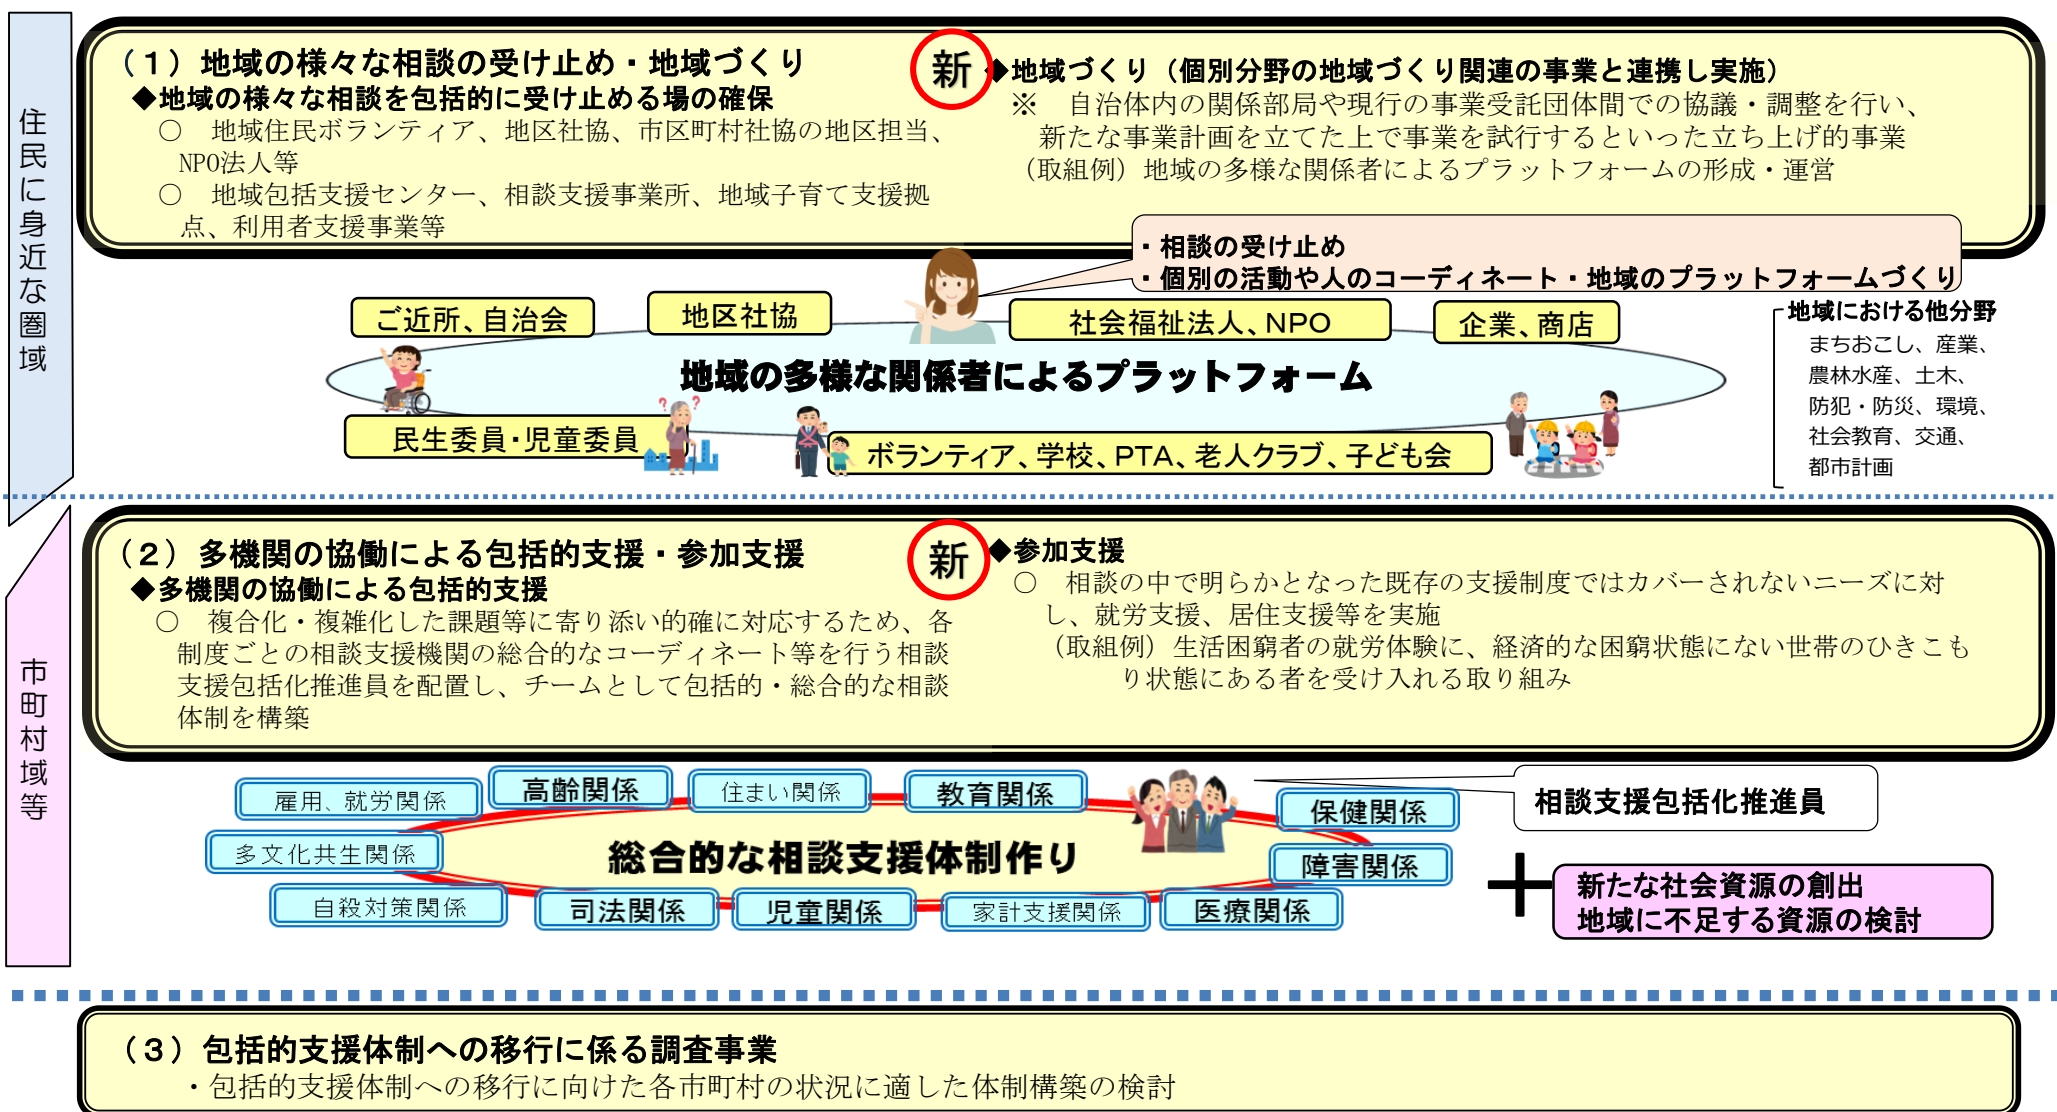 住民に身近な圏域
（１）地域の様々な相談の受け止め・地域づくり
◆地域の様々な相談を包括的に受け止める場の確保
○　地域住民ボランティア、地区社協、市区町村社協の地区担当、
NPO法人等
○　地域包括支援センター、相談支援事業所、地域子育て支援拠
点、利用者支援事業等
新
◆地域づくり（個別分野の地域づくり関連の事業と連携し実施）
※　自治体内の関係部局や現行の事業受託団体間での協議・調整を行い、
新たな事業計画を立てた上で事業を試行するといった立ち上げ的事業
（取組例）地域の多様な関係者によるプラットフォームの形成・運営
・相談の受け止め
・個別の活動や人のコーディネート・地域のプラットフォームづくり
ご近所、自治会
地区社協
社会福祉法人、NPO
企業、商店
地域の多様な関係者によるプラットフォーム
民生委員・児童委員
? ?
ボランティア、学校、PTA、老人クラブ、子ども会
地域における他分野
まちおこし、産業、
農林水産、土木、
防犯・防災、環境、
社会教育、交通、
都市計画
市町村域等
（２）多機関の協働による包括的支援・参加支援
◆多機関の協働による包括的支援
○　複合化・複雑化した課題等に寄り添い的確に対応するため、各
制度ごとの相談支援機関の総合的なコーディネート等を行う相談
支援包括化推進員を配置し、チームとして包括的・総合的な相談
体制を構築
新
◆参加支援
○　相談の中で明らかとなった既存の支援制度ではカバーされないニーズに対
し、就労支援、居住支援等を実施
（取組例）生活困窮者の就労体験に、経済的な困窮状態にない世帯のひきこも
り状態にある者を受け入れる取り組み
雇用、就労関係
高齢関係
住まい関係
教育関係
保健関係
相談支援包括化推進員
多文化共生関係
総合的な相談支援体制作り
障害関係
自殺対策関係
司法関係
児童関係
家計支援関係
医療関係
＋
新たな社会資源の創出
地域に不足する資源の検討
（３）包括的支援体制への移行に係る調査事業
・包括的支援体制への移行に向けた各市町村の状況に適した体制構築の検討